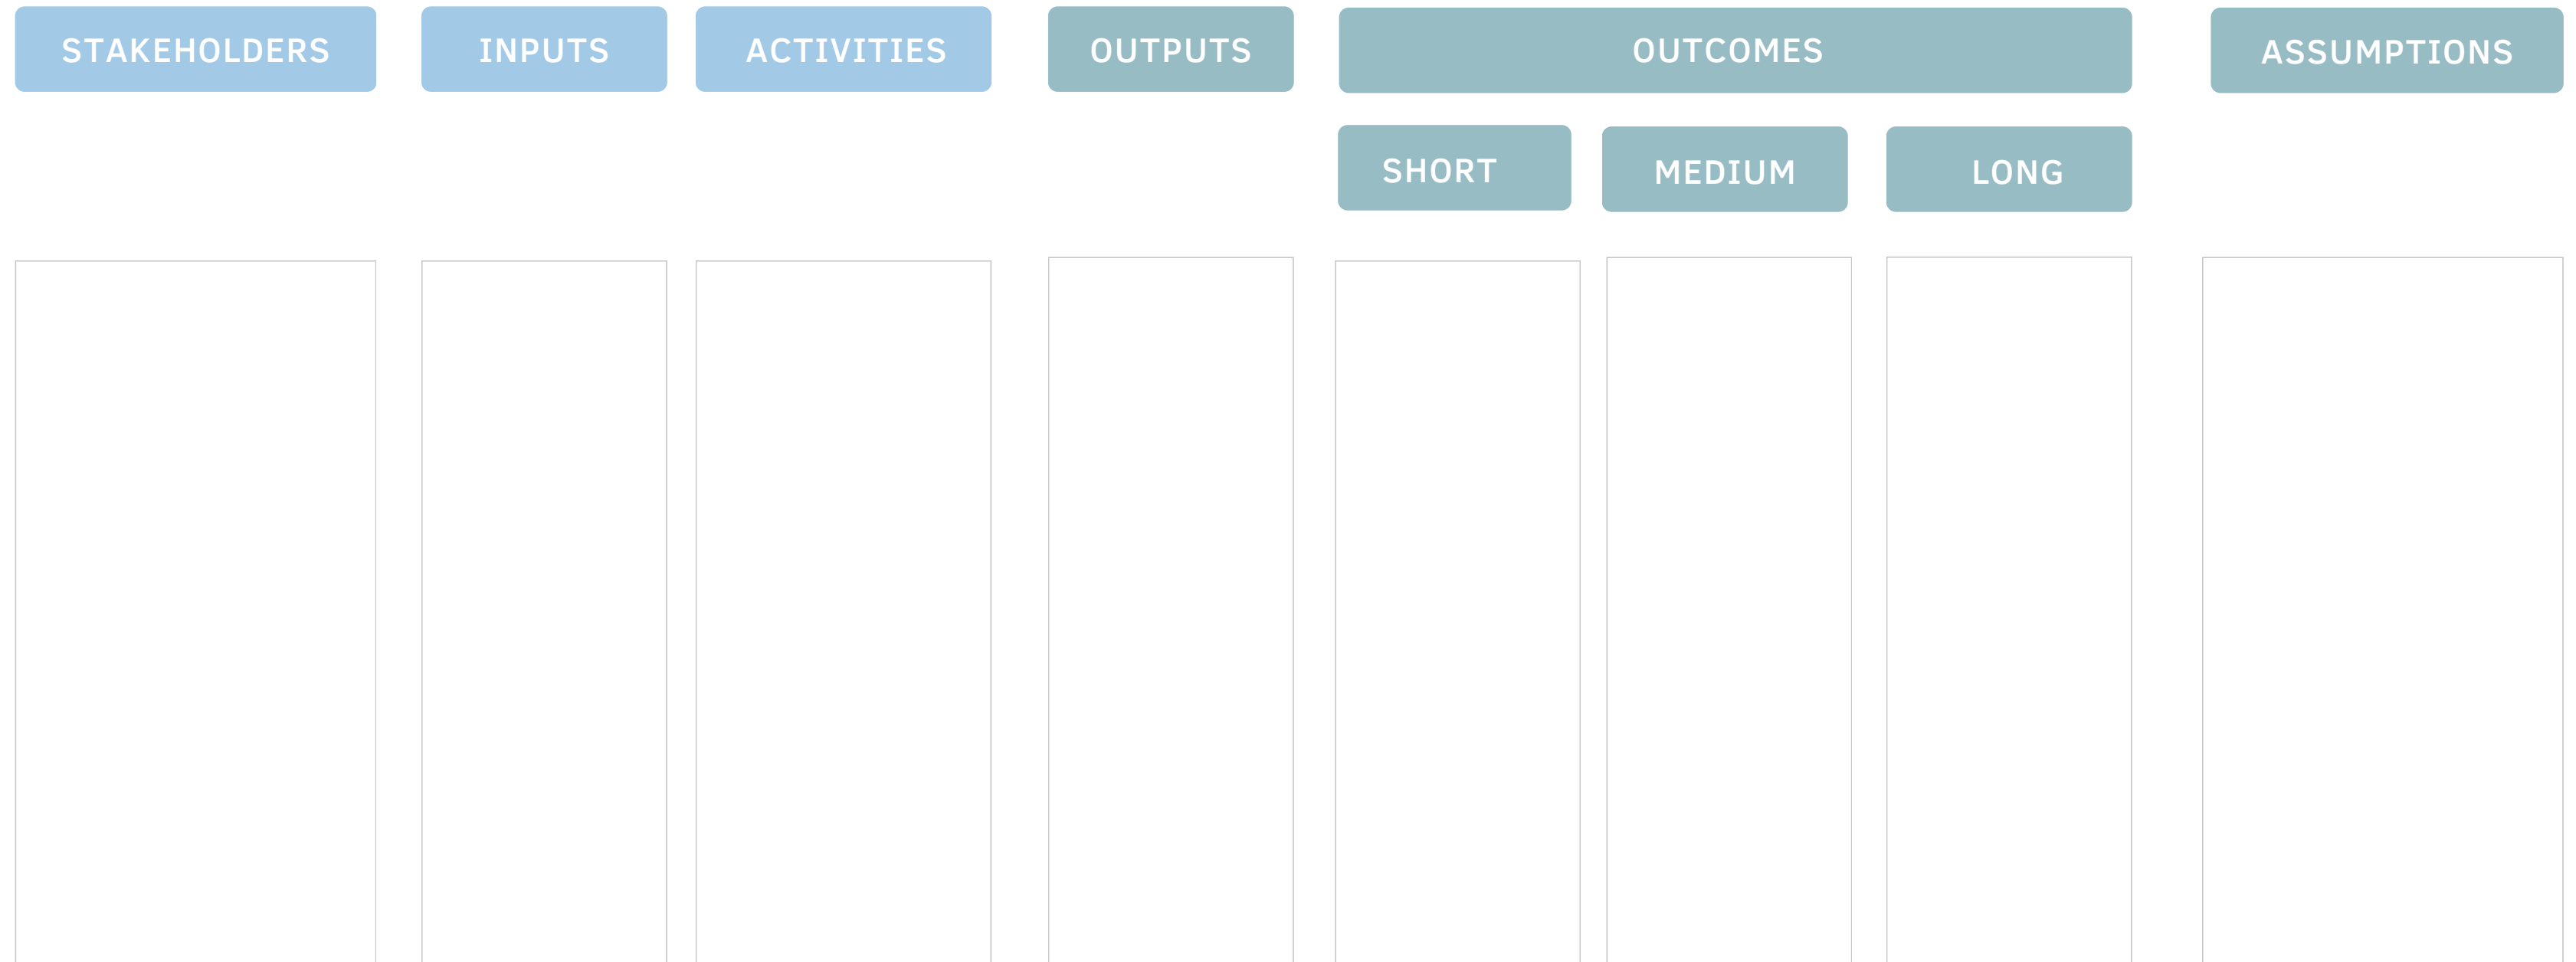 STAKEHOLDERS
INPUTS
ACTIVITIES
OUTPUTS
OUTCOMES
ASSUMPTIONS
SHORT
MEDIUM
LONG